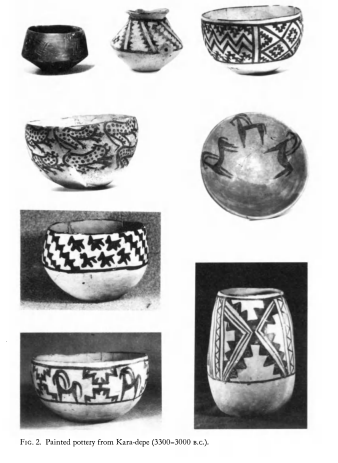 FIG. 2. Painted pottery from Kara-depe (3300–3000 B.C.).